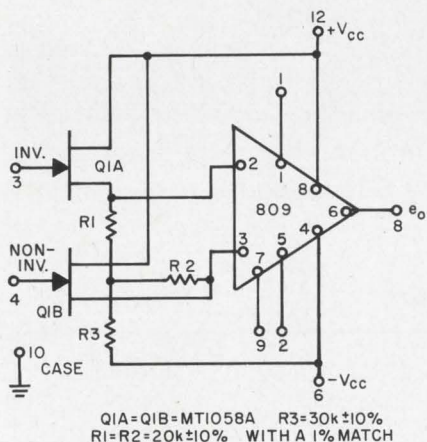 12
+Vcc
1
INV.
3
Q1A
2
1
8
R1
809
6
eo
8
4
NON-
INV.
4
3
5
7
R2
Q1B
R3
9
2
10
CASE
-Vcc
6
Q1A=Q1B=MT1058A R3=30k±10%
R1=R2=20k±10% WITH A 1% MATCH